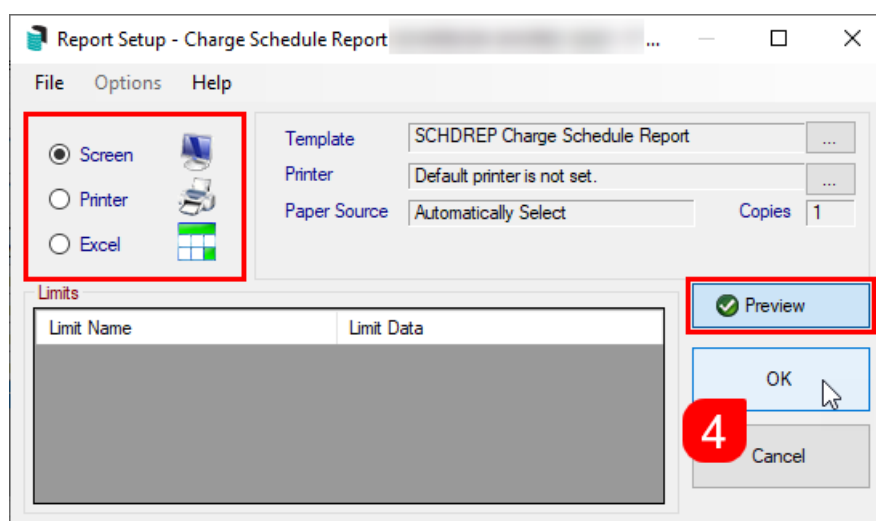 Report Setup - Charge Schedule Report ...
File Options Help
Screen
Printer
Excel
Template SCHDREP Charge Schedule Report ...
Printer Default printer is not set. ...
Paper Source Automatically Select Copies 1
Limits
Limit Name Limit Data
Preview
OK
4
Cancel